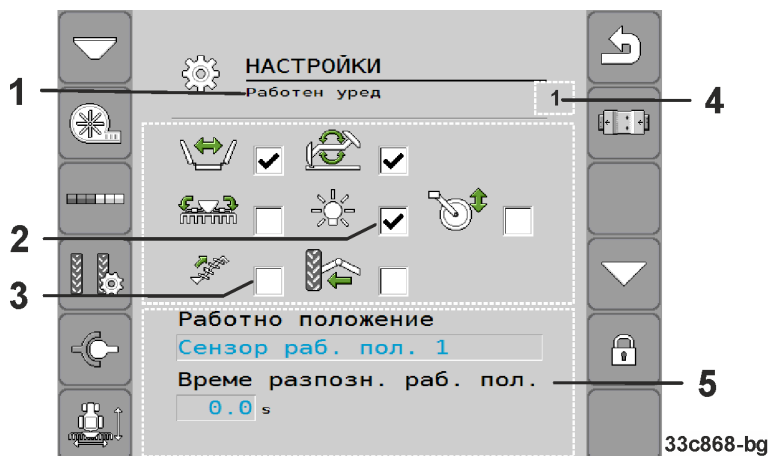 НАСТРОЙКИ
Работен уред
1
1
4
2
3
Работно положение
Сензор раб. пол. 1
Време разпозн. раб. пол.
0.0 s
5
33c868-bg